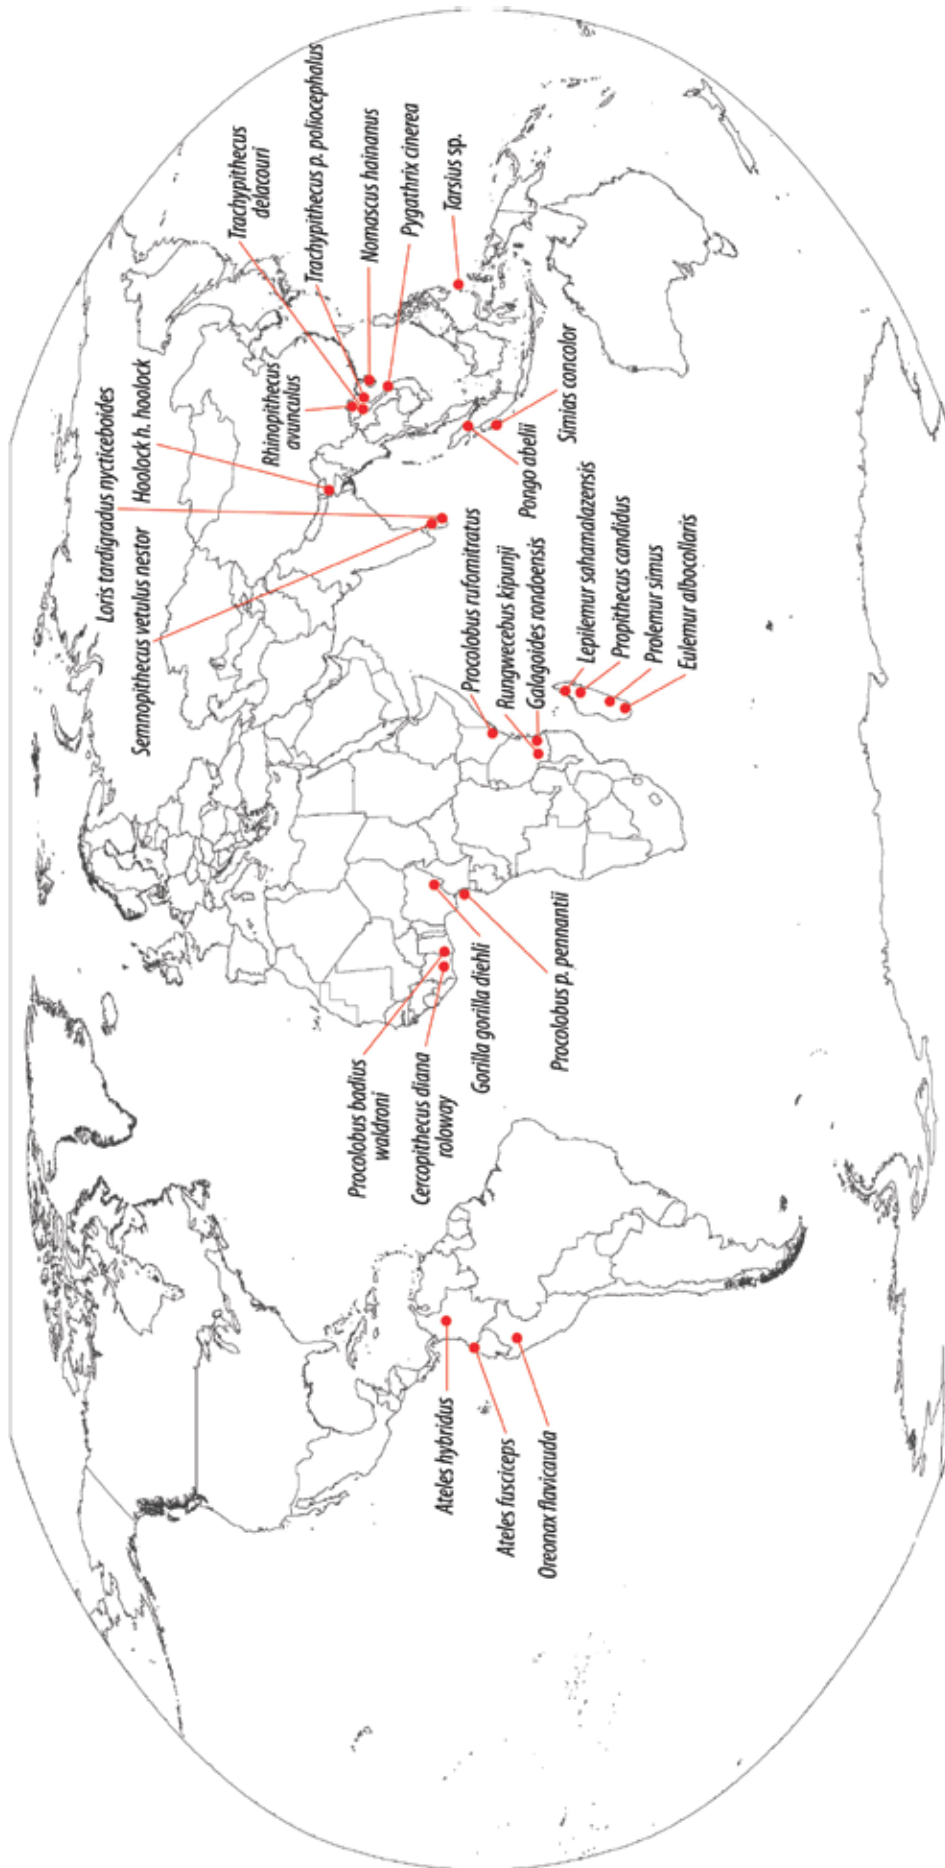 Ateles hybridus
Ateles fusciceps
Oreonax flavicauda
Procolobus badius
waldroni
Cercopithecus diana
roloway
Gorilla gorilla diehli
Procolobus p. pennantii
Semnopithecus vetulus nestor
Loris tardigradus nycticeboides
Hoolock h. hoolock
Rhinopithecus
avunculus
Trachypithecus
delacouri
Trachypithecus p. poliocephalus
Nomascus hainanus
Pygathrix cinerea
Tarsius sp.
Simias concolor
Pongo abelii
Procolobus rufomitratus
Rungwecebus kipunji
Galagoides rondoensis
Lepilemur sahamalazensis
Propithecus candidus
Prolemur simus
Eulemur albocollaris